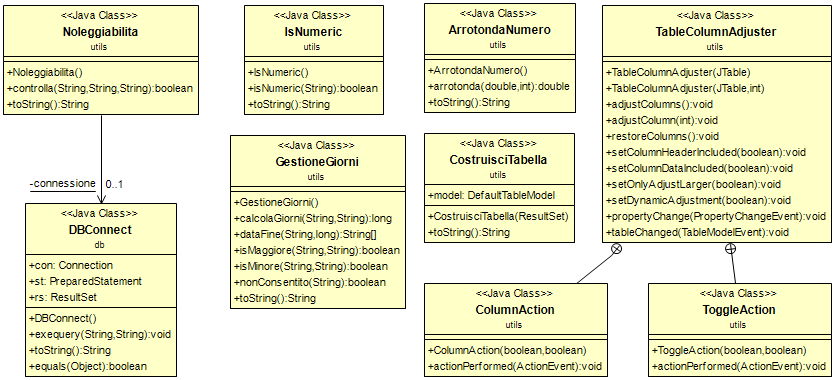 <<Java Class>>
Noleggiabilita
utils
+Noleggiabilita()
+controlla(String,String,String):boolean
+toString():String
-connessione 0..1
<<Java Class>>
DBConnect
db
+con: Connection
+st: PreparedStatement
+rs: ResultSet
+DBConnect()
+exequery(String,String):void
+toString():String
+equals(Object):boolean
<<Java Class>>
IsNumeric
utils
+IsNumeric()
+isNumeric(String):boolean
+toString():String
<<Java Class>>
GestioneGiorni
utils
+GestioneGiorni()
+calcolaGiorni(String,String):long
+dataFine(String,long):String[]
+isMaggiore(String,String):boolean
+isMinore(String,String):boolean
+nonConsentito(String):boolean
+toString():String
<<Java Class>>
ArrotondaNumero
utils
+ArrotondaNumero()
+arrotonda(double,int):double
+toString():String
<<Java Class>>
CostruisciTabella
utils
+model: DefaultTableModel
+CostruisciTabella(ResultSet)
+toString():String
<<Java Class>>
TableColumnAdjuster
utils
+TableColumnAdjuster(JTable)
+TableColumnAdjuster(JTable,int)
+adjustColumns():void
+adjustColumn(int):void
+restoreColumns():void
+setColumnHeaderIncluded(boolean):void
+setColumnDataIncluded(boolean):void
+setOnlyAdjustLarger(boolean):void
+setDynamicAdjustment(boolean):void
+propertyChange(PropertyChangeEvent):void
+tableChanged(TableModelEvent):void
<<Java Class>>
ColumnAction
utils
+ColumnAction(boolean,boolean)
+actionPerformed(ActionEvent):void
<<Java Class>>
ToggleAction
utils
+ToggleAction(boolean,boolean)
+actionPerformed(ActionEvent):void